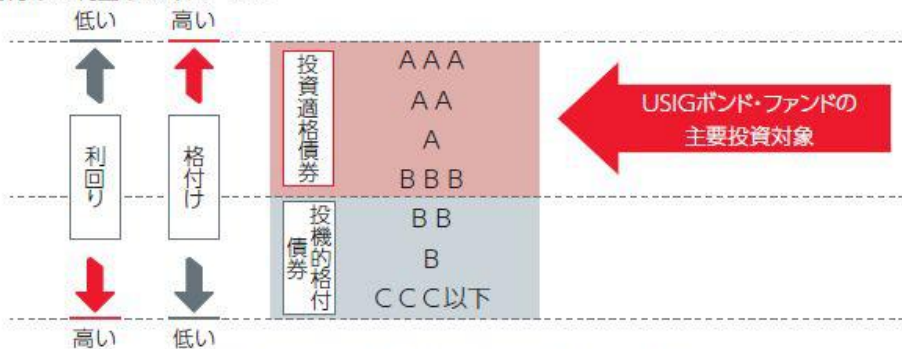 低い
高い
利回り
格付け
高い
低い
投資適格債券
AAA
AA
A
BBB
投機的格付
債券
BB
B
CCC以下
USIGボンド・ファンドの
主要投資対象